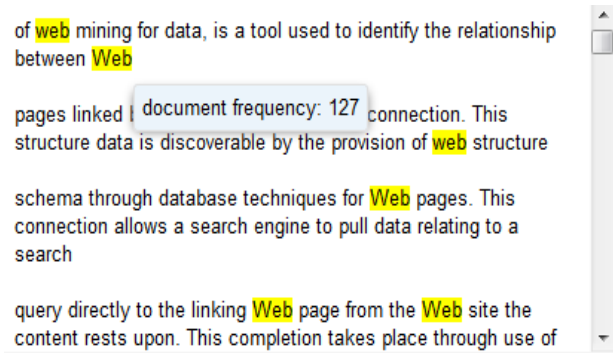 of web mining for data, is a tool used to identify the relationship
between Web
document frequency: 127
pages linked connection. This
structure data is discoverable by the provision of web structure
schema through database techniques for Web pages. This
connection allows a search engine to pull data relating to a
search
query directly to the linking Web page from the Web site the
content rests upon. This completion takes place through use of